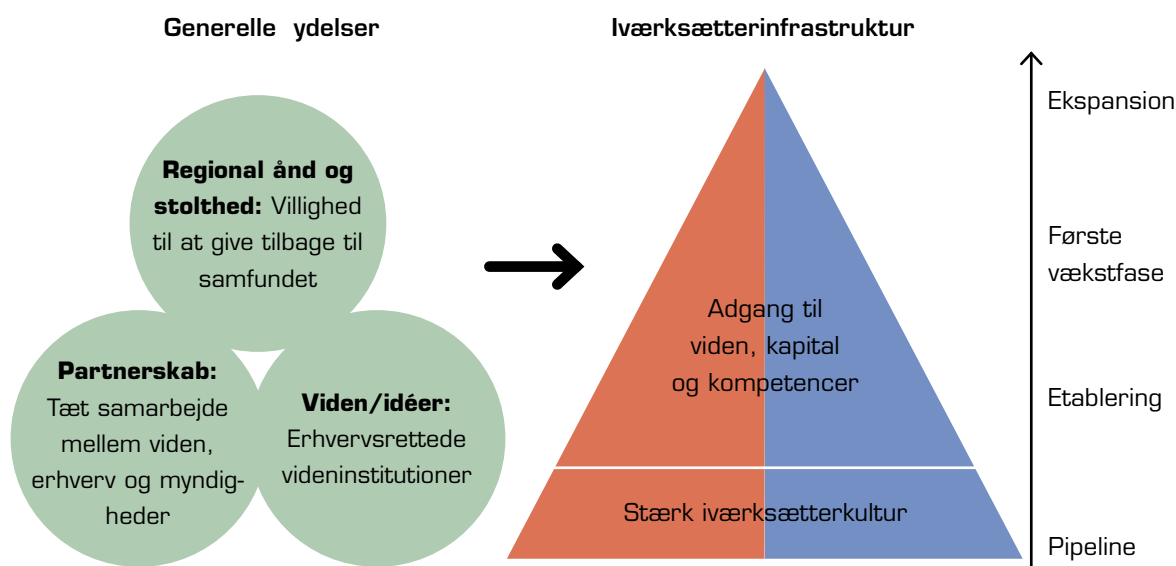 Generelle ydelser
Regional ånd og
stolthed: Villighed
til at give tilbage til
samfundet
Partnerskab:
Tæt samarbejde
mellem viden,
erhverv og myndig-
heder
Viden/idéer:
Erhvervsrettede
videninstitutioner
Iværksætterinfrastruktur
Adgang til
viden, kapital
og kompetencer
Stærk iværksætterkultur
Ekspansion
Første
vækstfase
Etablering
Pipeline